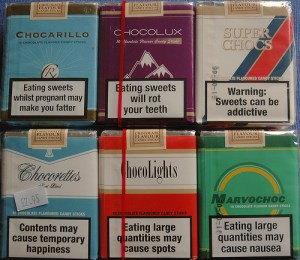 CHOCARILLO
Eating sweets
whilst pregnant may
make you fatter
CHOCOLUX
Eating sweets
will rot
your teeth
SUPER
CHOCS
Warning:
Sweets can be
addictive
Chocorettes
Contents may
cause temporary
happiness
ChocoLights
Eating large
quantities may
cause spots
MARVOCHOC
Eating large
quantities may
cause nausea